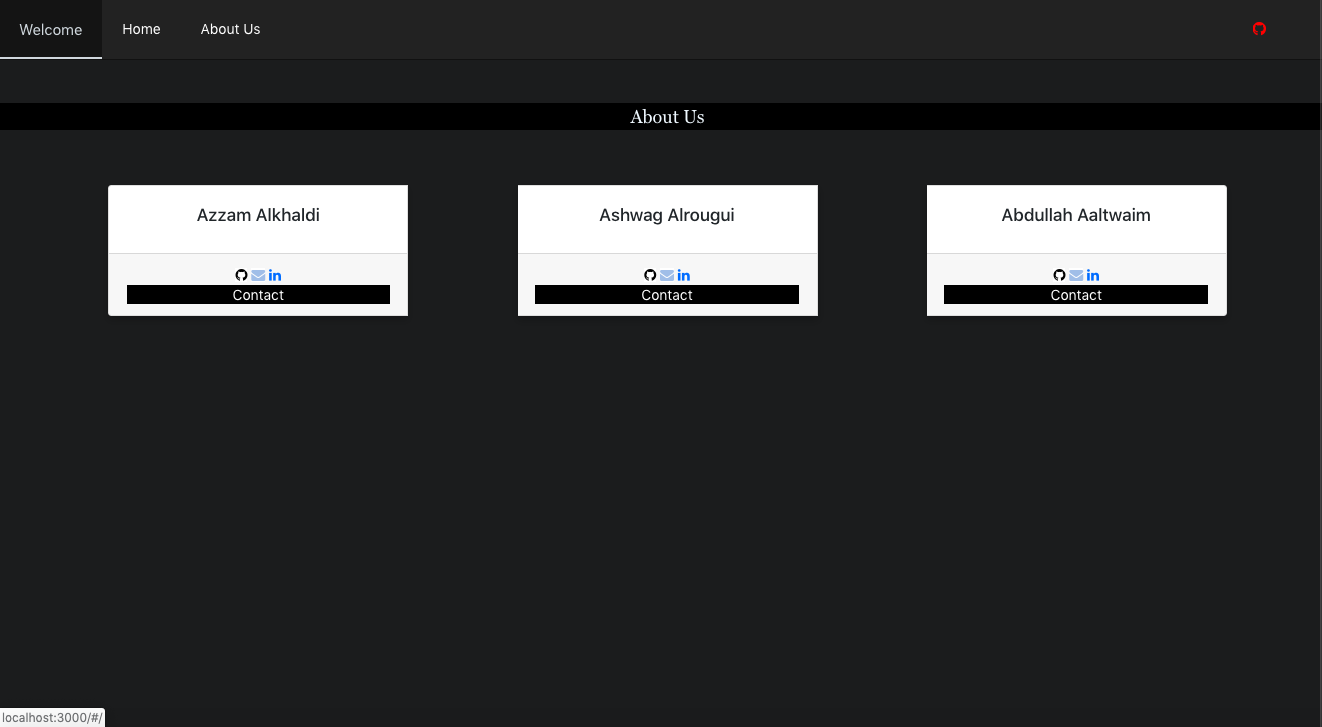 Welcome Home About Us
About Us
Azzam Alkhaldi Ashwag Alrougui Abdullah Aaltwaim
in in in
Contact Contact Contact
localhost:3000/#/